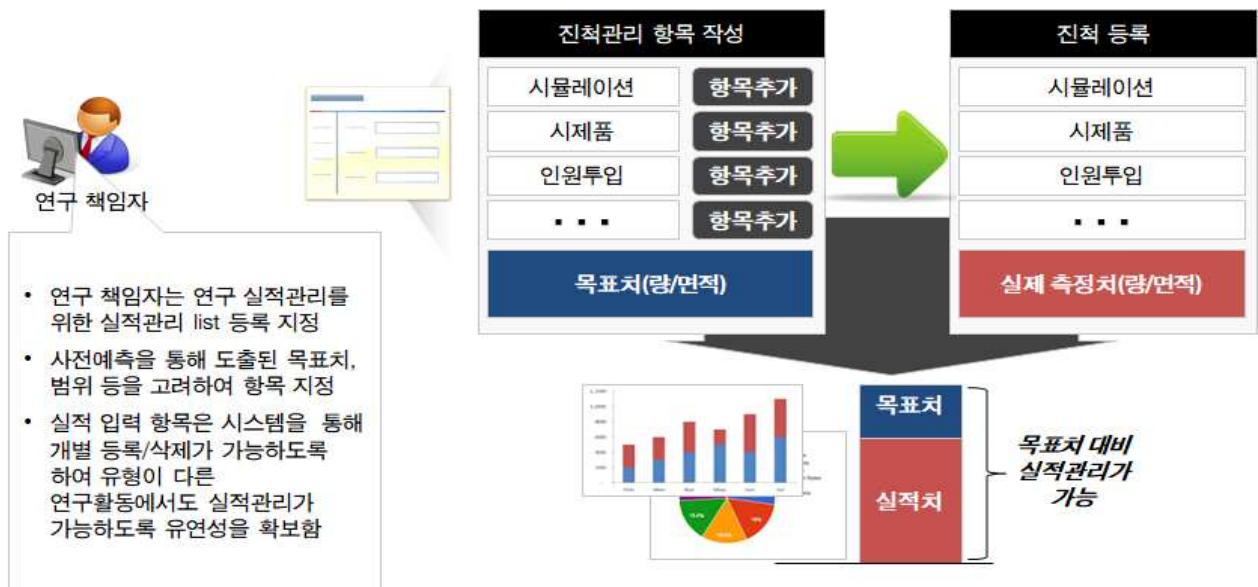 진척관리 항목 작성
시뮬레이션 항목추가
시제품 항목추가
인원투입 항목추가
▪ ▪ ▪ 항목추가
목표치(량/면적)
진척 등록
시뮬레이션
시제품
인원투입
▪ ▪ ▪
실제 측정치(량/면적)
연구 책임자
• 연구 책임자는 연구 실적관리를
위한 실적관리 list 등록 지정
• 사전예측을 통해 도출된 목표치,
범위 등을 고려하여 항목 지정
• 실적 입력 항목은 시스템을 통해
개별 등록/삭제가 가능하도록
하여 유형이 다른
연구활동에서도 실적관리가
가능하도록 유연성을 확보함
목표치
실적치
목표치 대비
실적관리가
가능